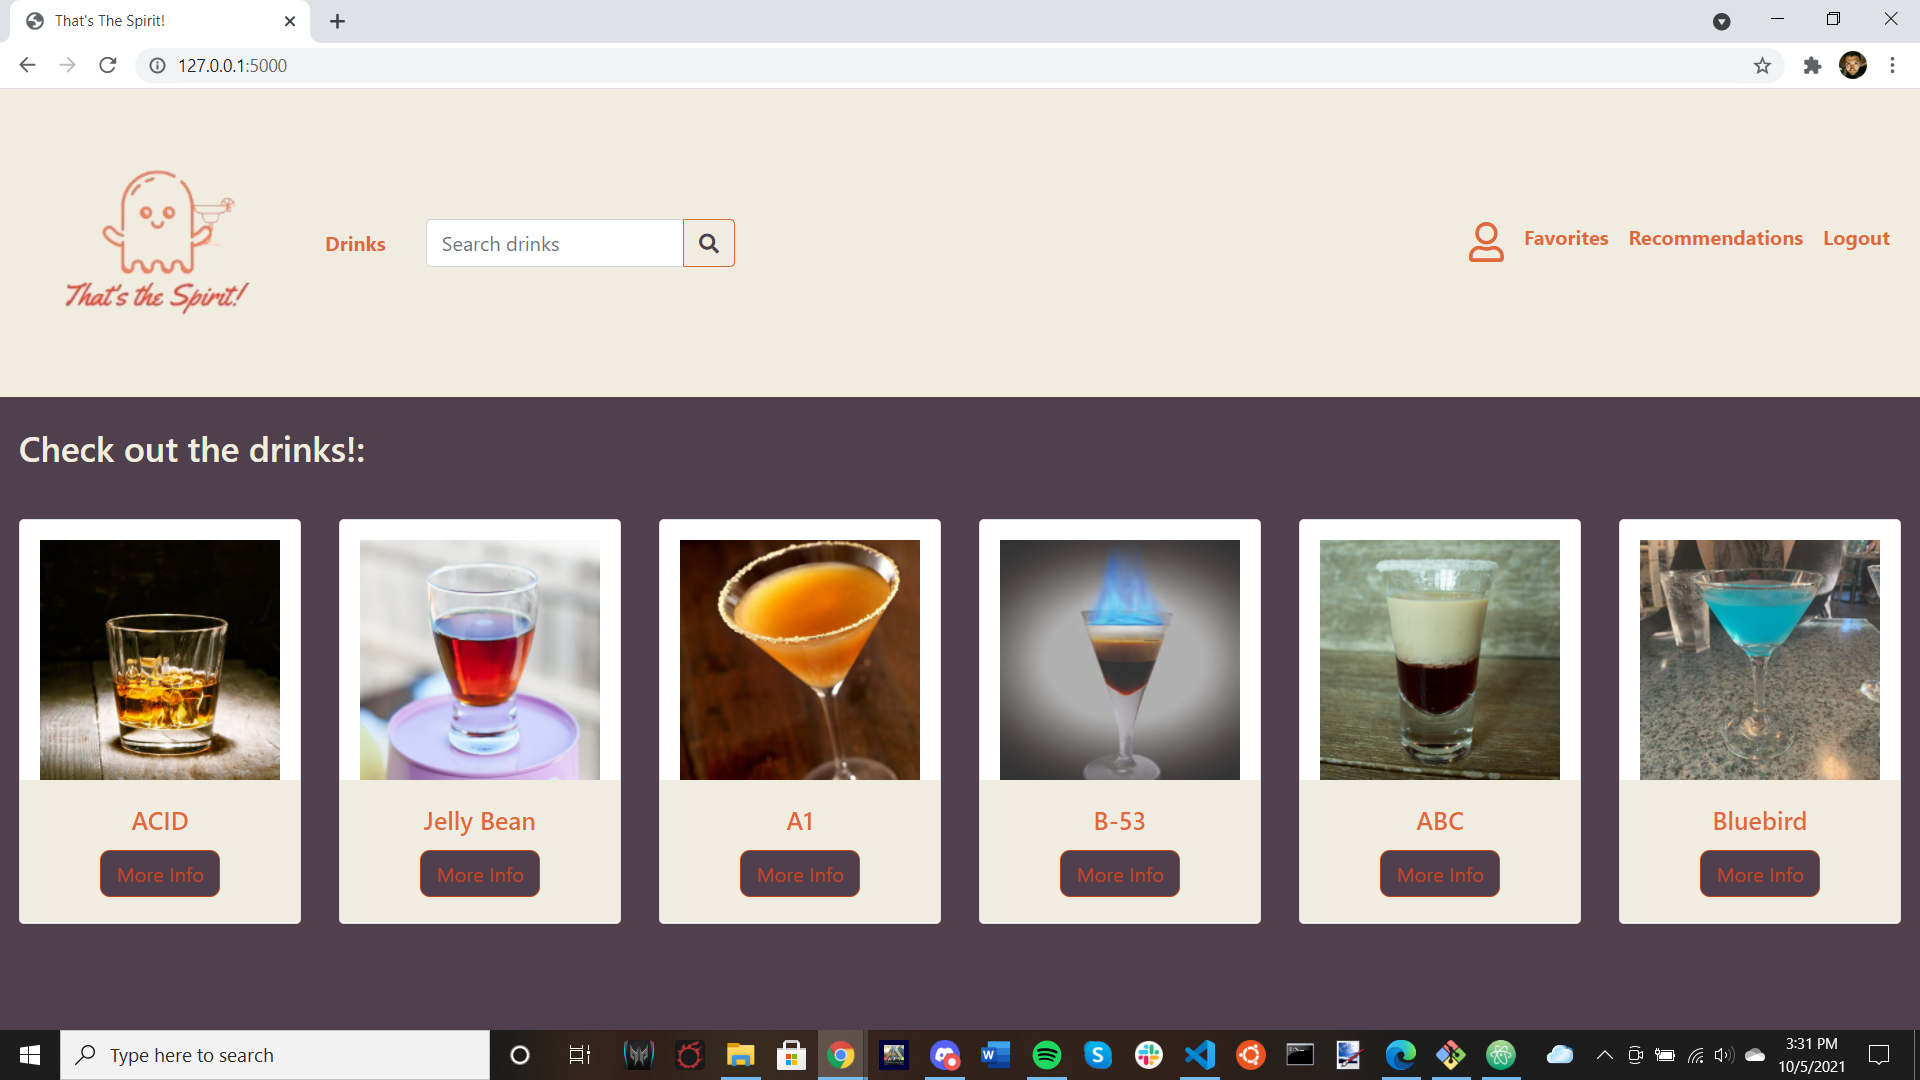 That's The Spirit!
127.0.0.1:5000
That's the Spirit!
Drinks
Search drinks
Favorites Recommendations Logout
Check out the drinks!:
ACID Jelly Bean A1 B-53 ABC Bluebird
More Info More Info More Info More Info More Info More Info
Type here to search
3:31 PM
10/5/2021